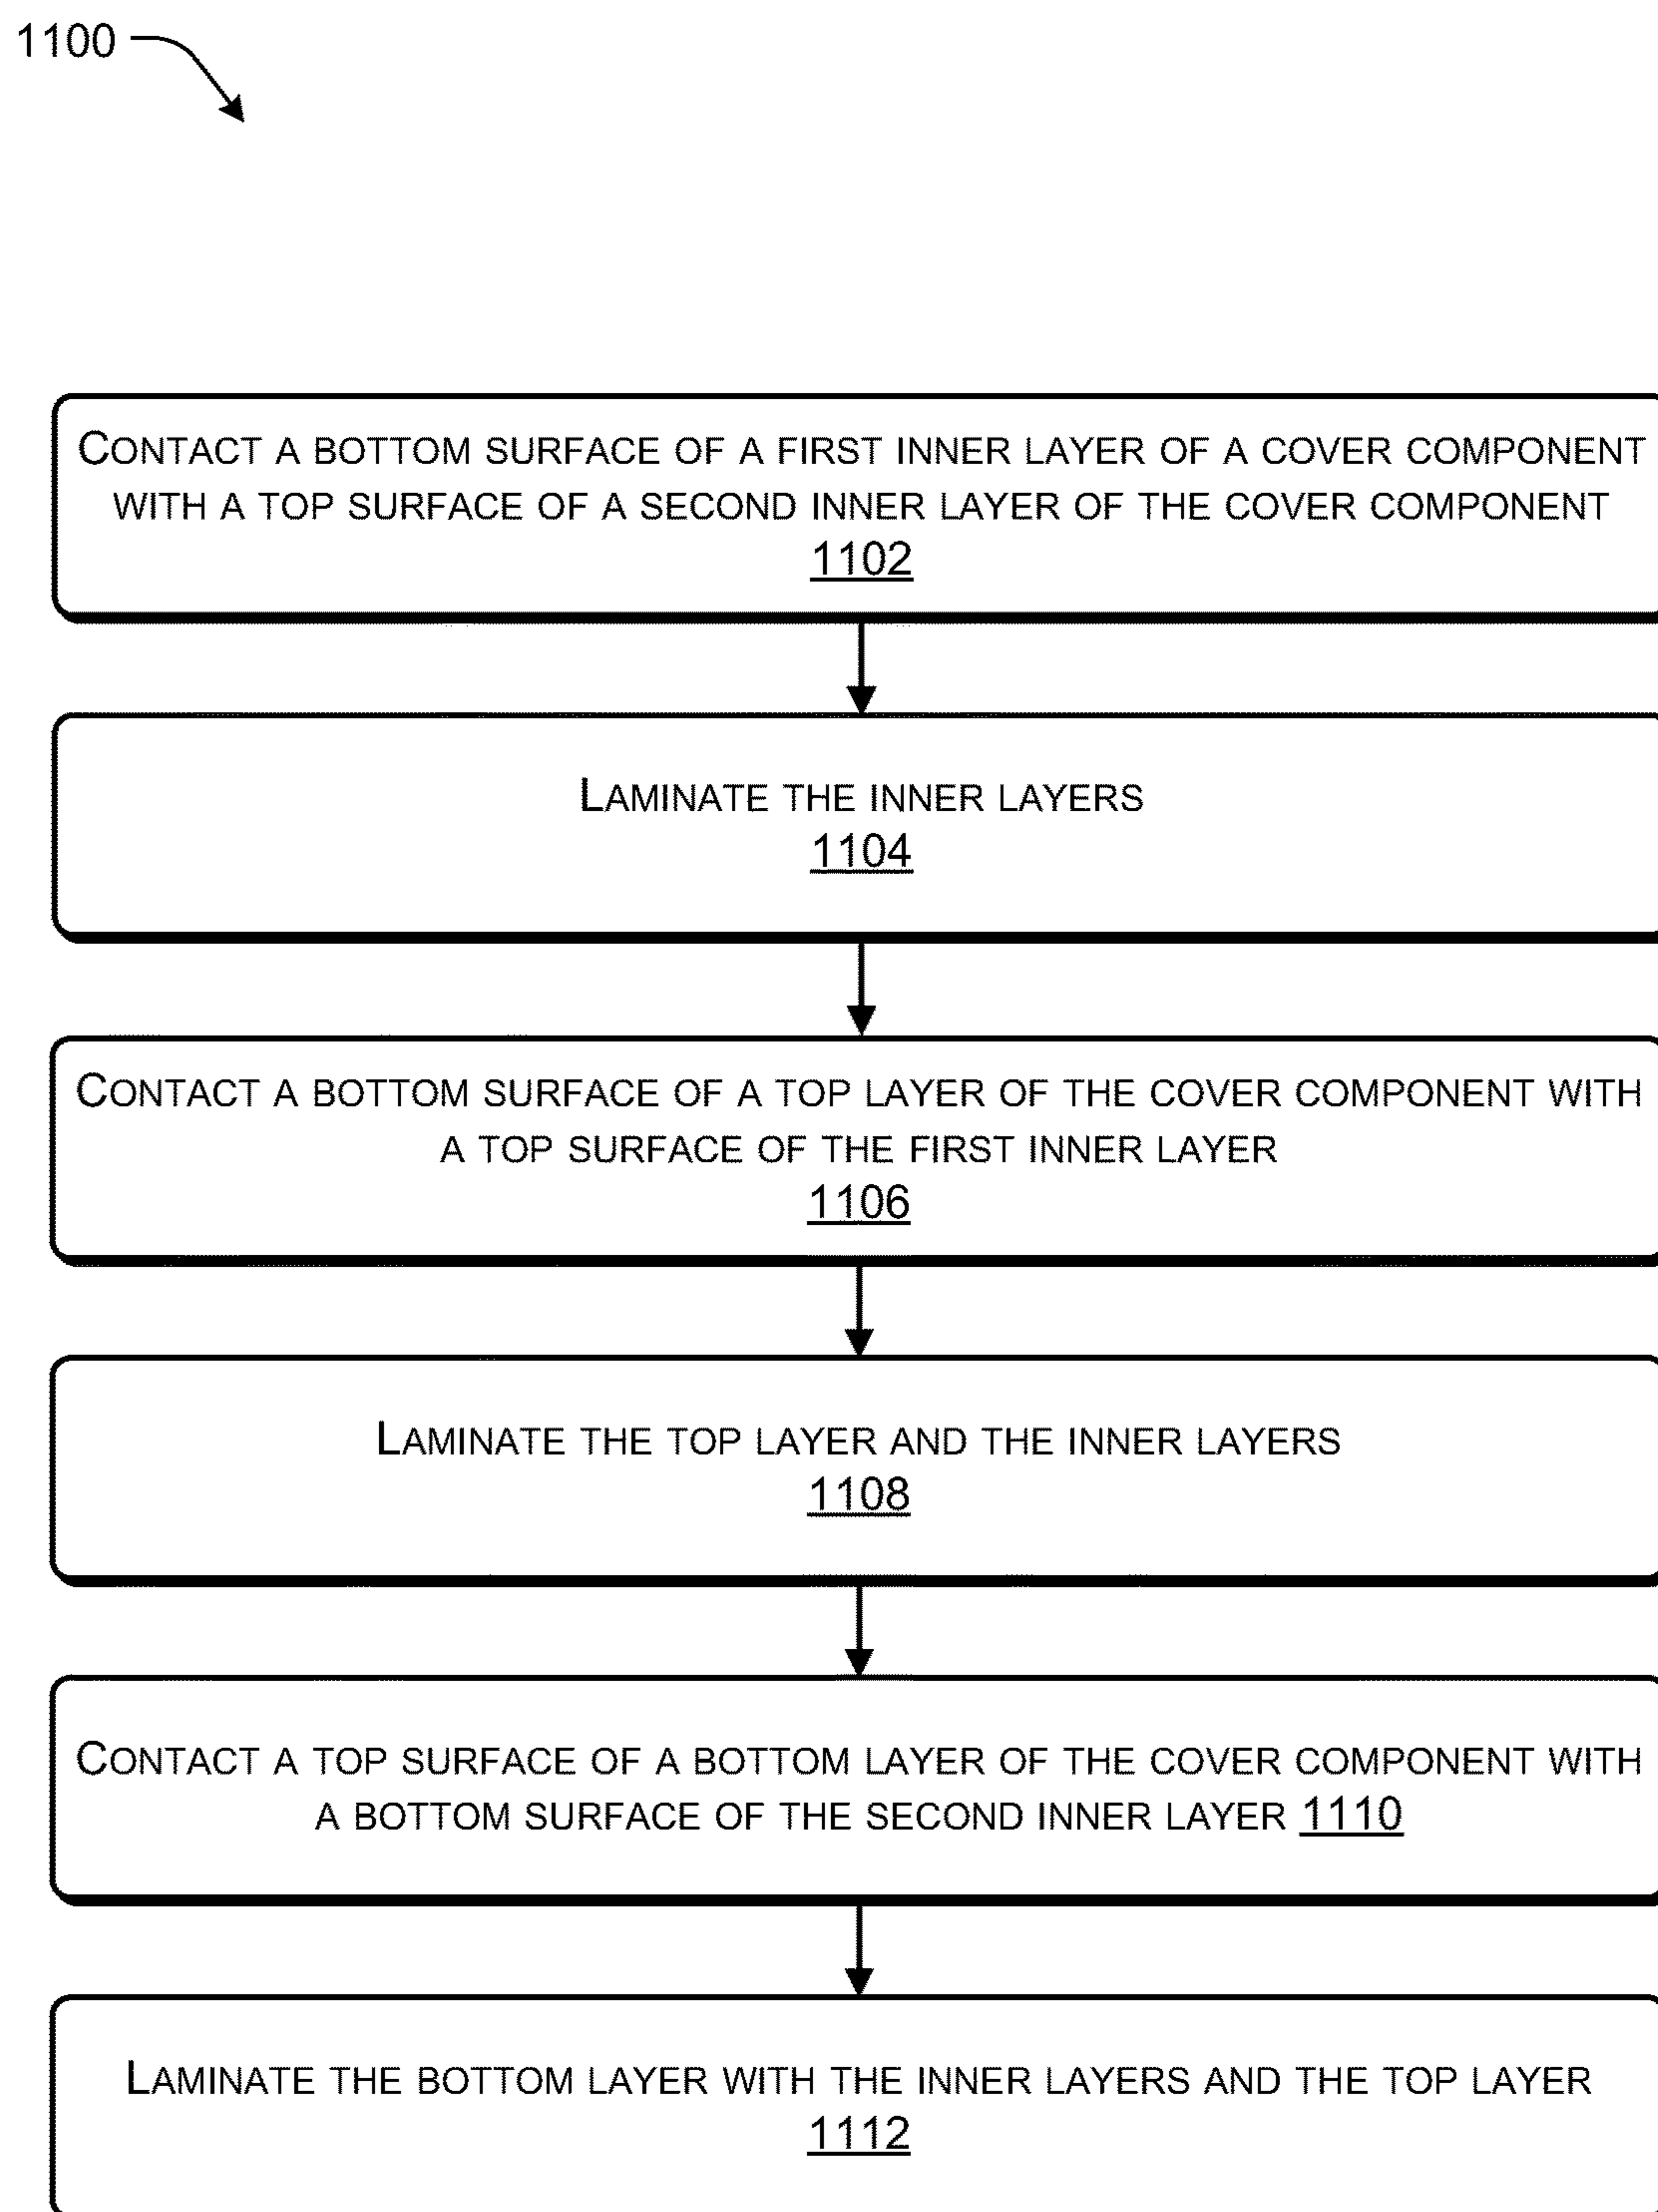 1100
CONTACT A BOTTOM SURFACE OF A FIRST INNER LAYER OF A COVER COMPONENT
WITH A TOP SURFACE OF A SECOND INNER LAYER OF THE COVER COMPONENT
1102
LAMINATE THE INNER LAYERS
1104
CONTACT A BOTTOM SURFACE OF A TOP LAYER OF THE COVER COMPONENT WITH
A TOP SURFACE OF THE FIRST INNER LAYER
1106
LAMINATE THE TOP LAYER AND THE INNER LAYERS
1108
CONTACT A TOP SURFACE OF A BOTTOM LAYER OF THE COVER COMPONENT WITH
A BOTTOM SURFACE OF THE SECOND INNER LAYER 1110
LAMINATE THE BOTTOM LAYER WITH THE INNER LAYERS AND THE TOP LAYER
1112